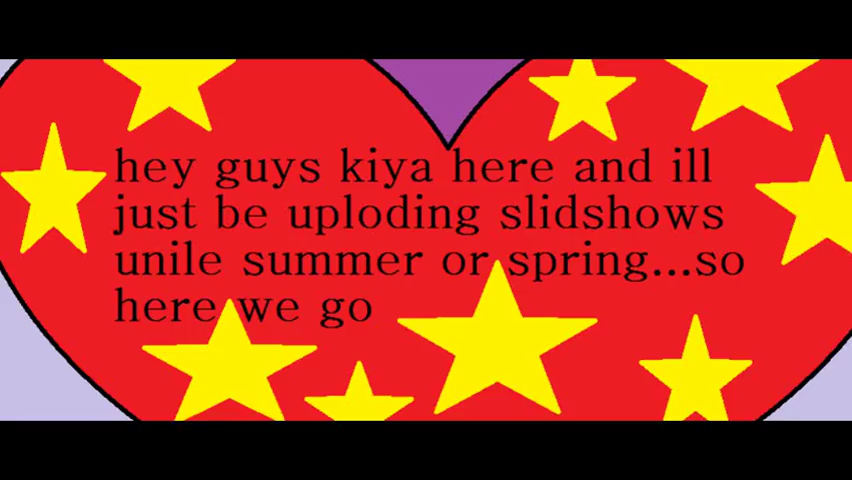 hey guys kiya here and ill
just be uploding slidshows
unile summer or spring...so
here we go